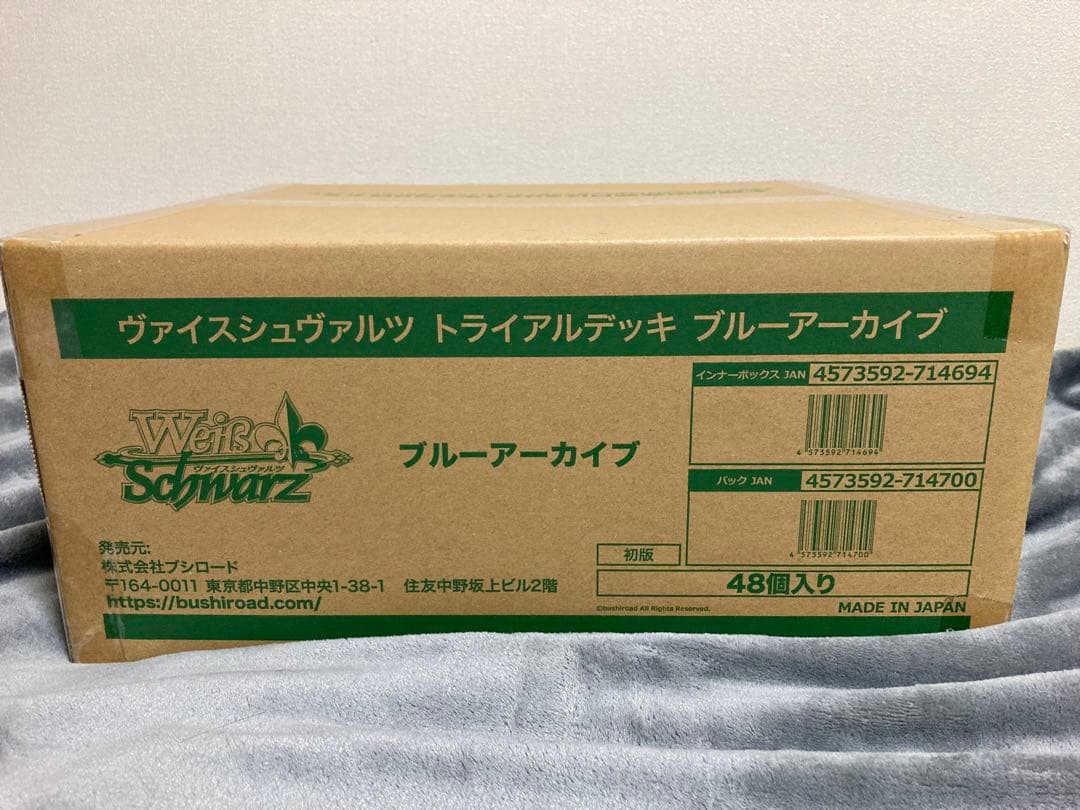 ヴァイスシュヴァルツ トライアルデッキ ブルーアーカイブ
インナーボックス JAN 4573592-714694
4 573592 714694
Weiß
ヴァイスシュヴァルツ
Schwarz
ブルーアーカイブ
パック JAN 4573592-714700
4 573592 714700
発売元:
株式会社ブシロード
〒164-0011 東京都中野区中央1-38-1 住友中野坂上ビル2階
https://bushiroad.com/
初版
48個入り
©bushiroad All Rights Reserved.
MADE IN JAPAN